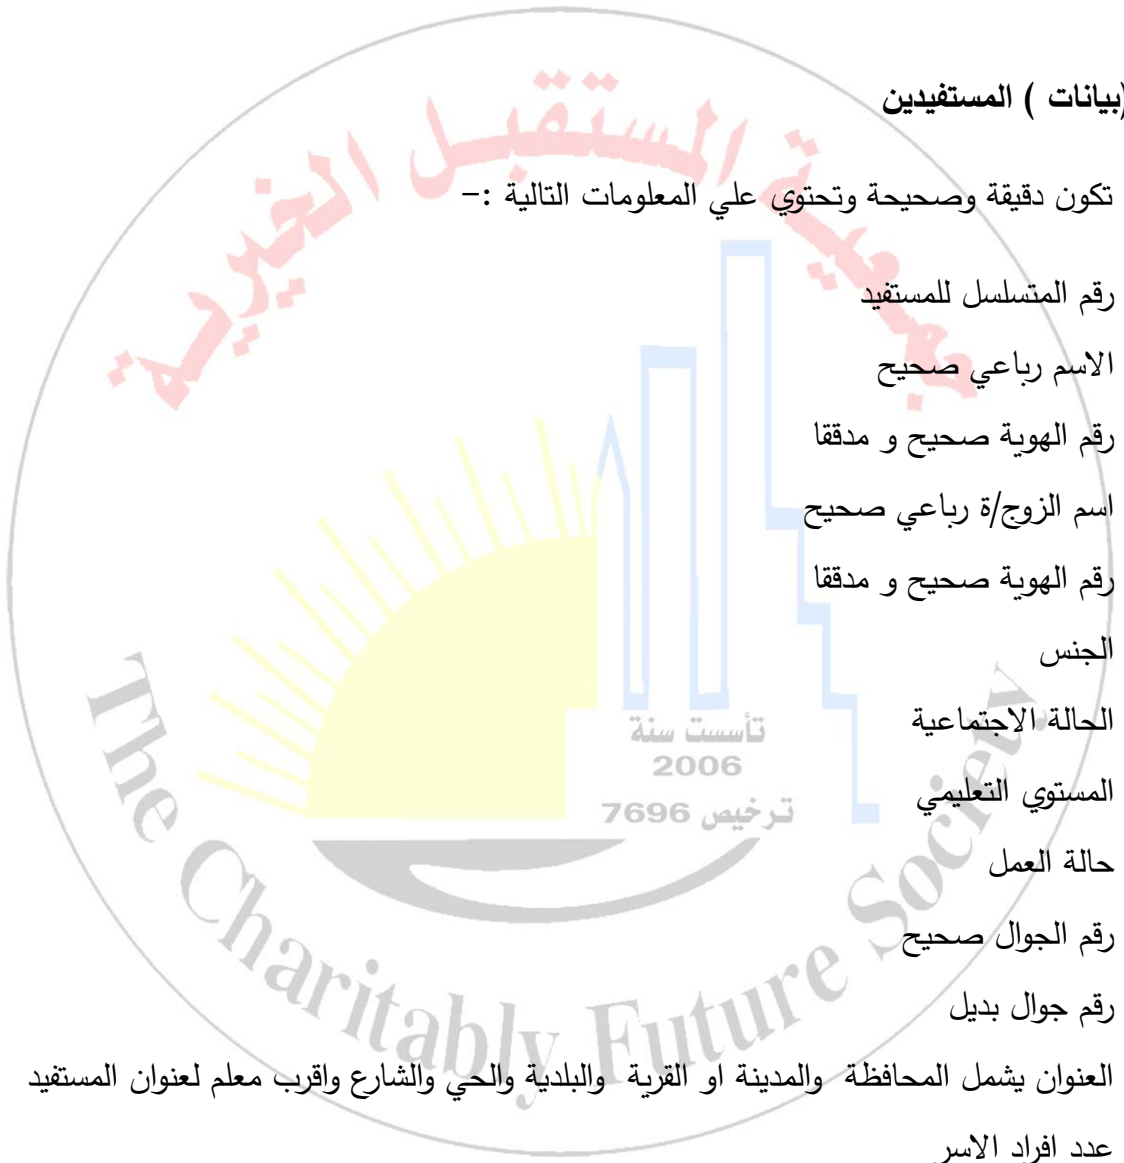 (بيانات ) المستفيدين
تكون دقيقة وصحيحة وتحتوي علي المعلومات التالية :-
رقم المتسلسل للمستفيد
الاسم رباعي صحيح
رقم الهوية صحيح و مدققا
اسم الزوج/ة رباعي صحيح
رقم الهوية صحيح و مدققا
الجنس
الحالة الاجتماعية
المستوي التعليمي
حالة العمل
رقم الجوال صحيح
رقم جوال بديل
العنوان يشمل المحافظة والمدينة او القرية والبلدية والحي والشارع واقرب معلم لعنوان المستفيد
عدد افراد الاسر
جمعية المستقبل الخيرية
تأسست سنة
2006
ترخيص 7696
The Charitably Future Society